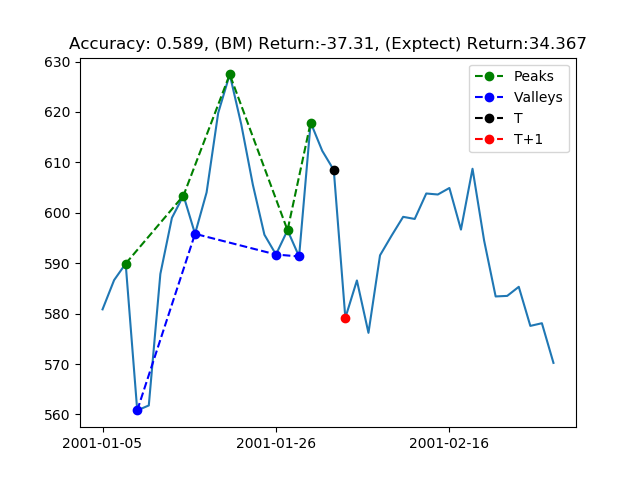 Accuracy: 0.589, (BM) Return:-37.31, (Exptect) Return:34.367
630
620
610
600
590
580
570
560
Peaks
Valleys
T
T+1
2001-01-05
2001-01-26
2001-02-16